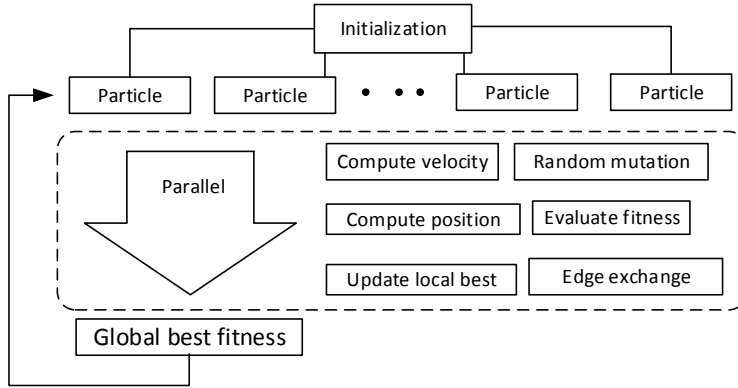 Initialization
Particle
Particle
Particle
Particle
Parallel
Compute velocity
Random mutation
Compute position
Evaluate fitness
Update local best
Edge exchange
Global best fitness